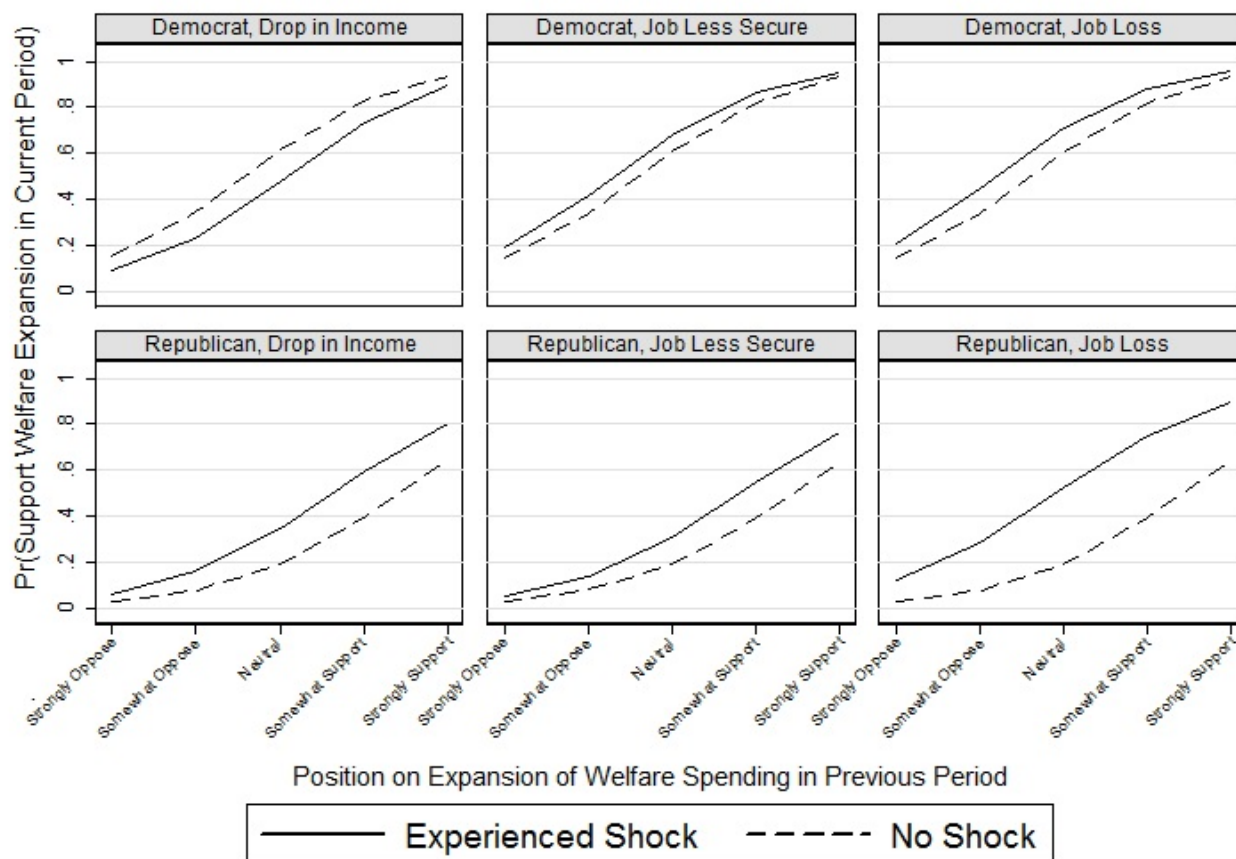 Democrat, Drop in Income
Democrat, Job Less Secure
Democrat, Job Loss
Pr(Support Welfare Expansion in Current Period)
1
.8
.6
.4
.2
0
Republican, Drop in Income
Republican, Job Less Secure
Republican, Job Loss
1
.8
.6
.4
.2
0
Strongly Oppose
Somewhat Oppose
Neutral
Somewhat Support
Strongly Support
Strongly Oppose
Somewhat Oppose
Neutral
Somewhat Support
Strongly Support
Strongly Oppose
Somewhat Oppose
Neutral
Somewhat Support
Strongly Support
Position on Expansion of Welfare Spending in Previous Period
Experienced Shock
No Shock